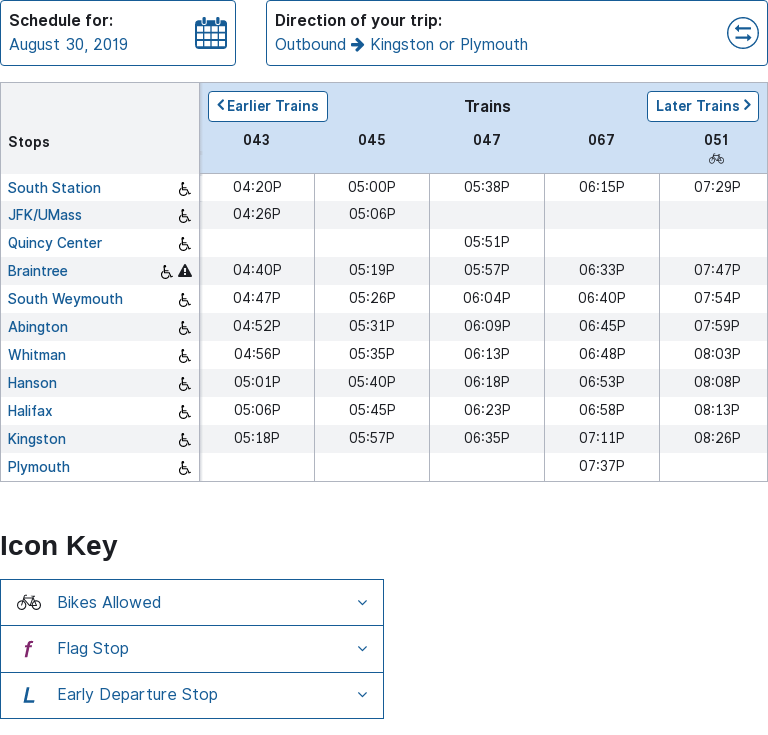 Schedule for:
August 30, 2019
Direction of your trip:
Outbound Kingston or Plymouth
Earlier Trains Trains Later Trains
Stops 043 045 047 067 051
South Station 04:20P 05:00P 05:38P 06:15P 07:29P
JFK/UMass 04:26P 05:06P
Quincy Center 05:51P
Braintree 04:40P 05:19P 05:57P 06:33P 07:47P
South Weymouth 04:47P 05:26P 06:04P 06:40P 07:54P
Abington 04:52P 05:31P 06:09P 06:45P 07:59P
Whitman 04:56P 05:35P 06:13P 06:48P 08:03P
Hanson 05:01P 05:40P 06:18P 06:53P 08:08P
Halifax 05:06P 05:45P 06:23P 06:58P 08:13P
Kingston 05:18P 05:57P 06:35P 07:11P 08:26P
Plymouth 07:37P
Icon Key
Bikes Allowed
f Flag Stop
L Early Departure Stop